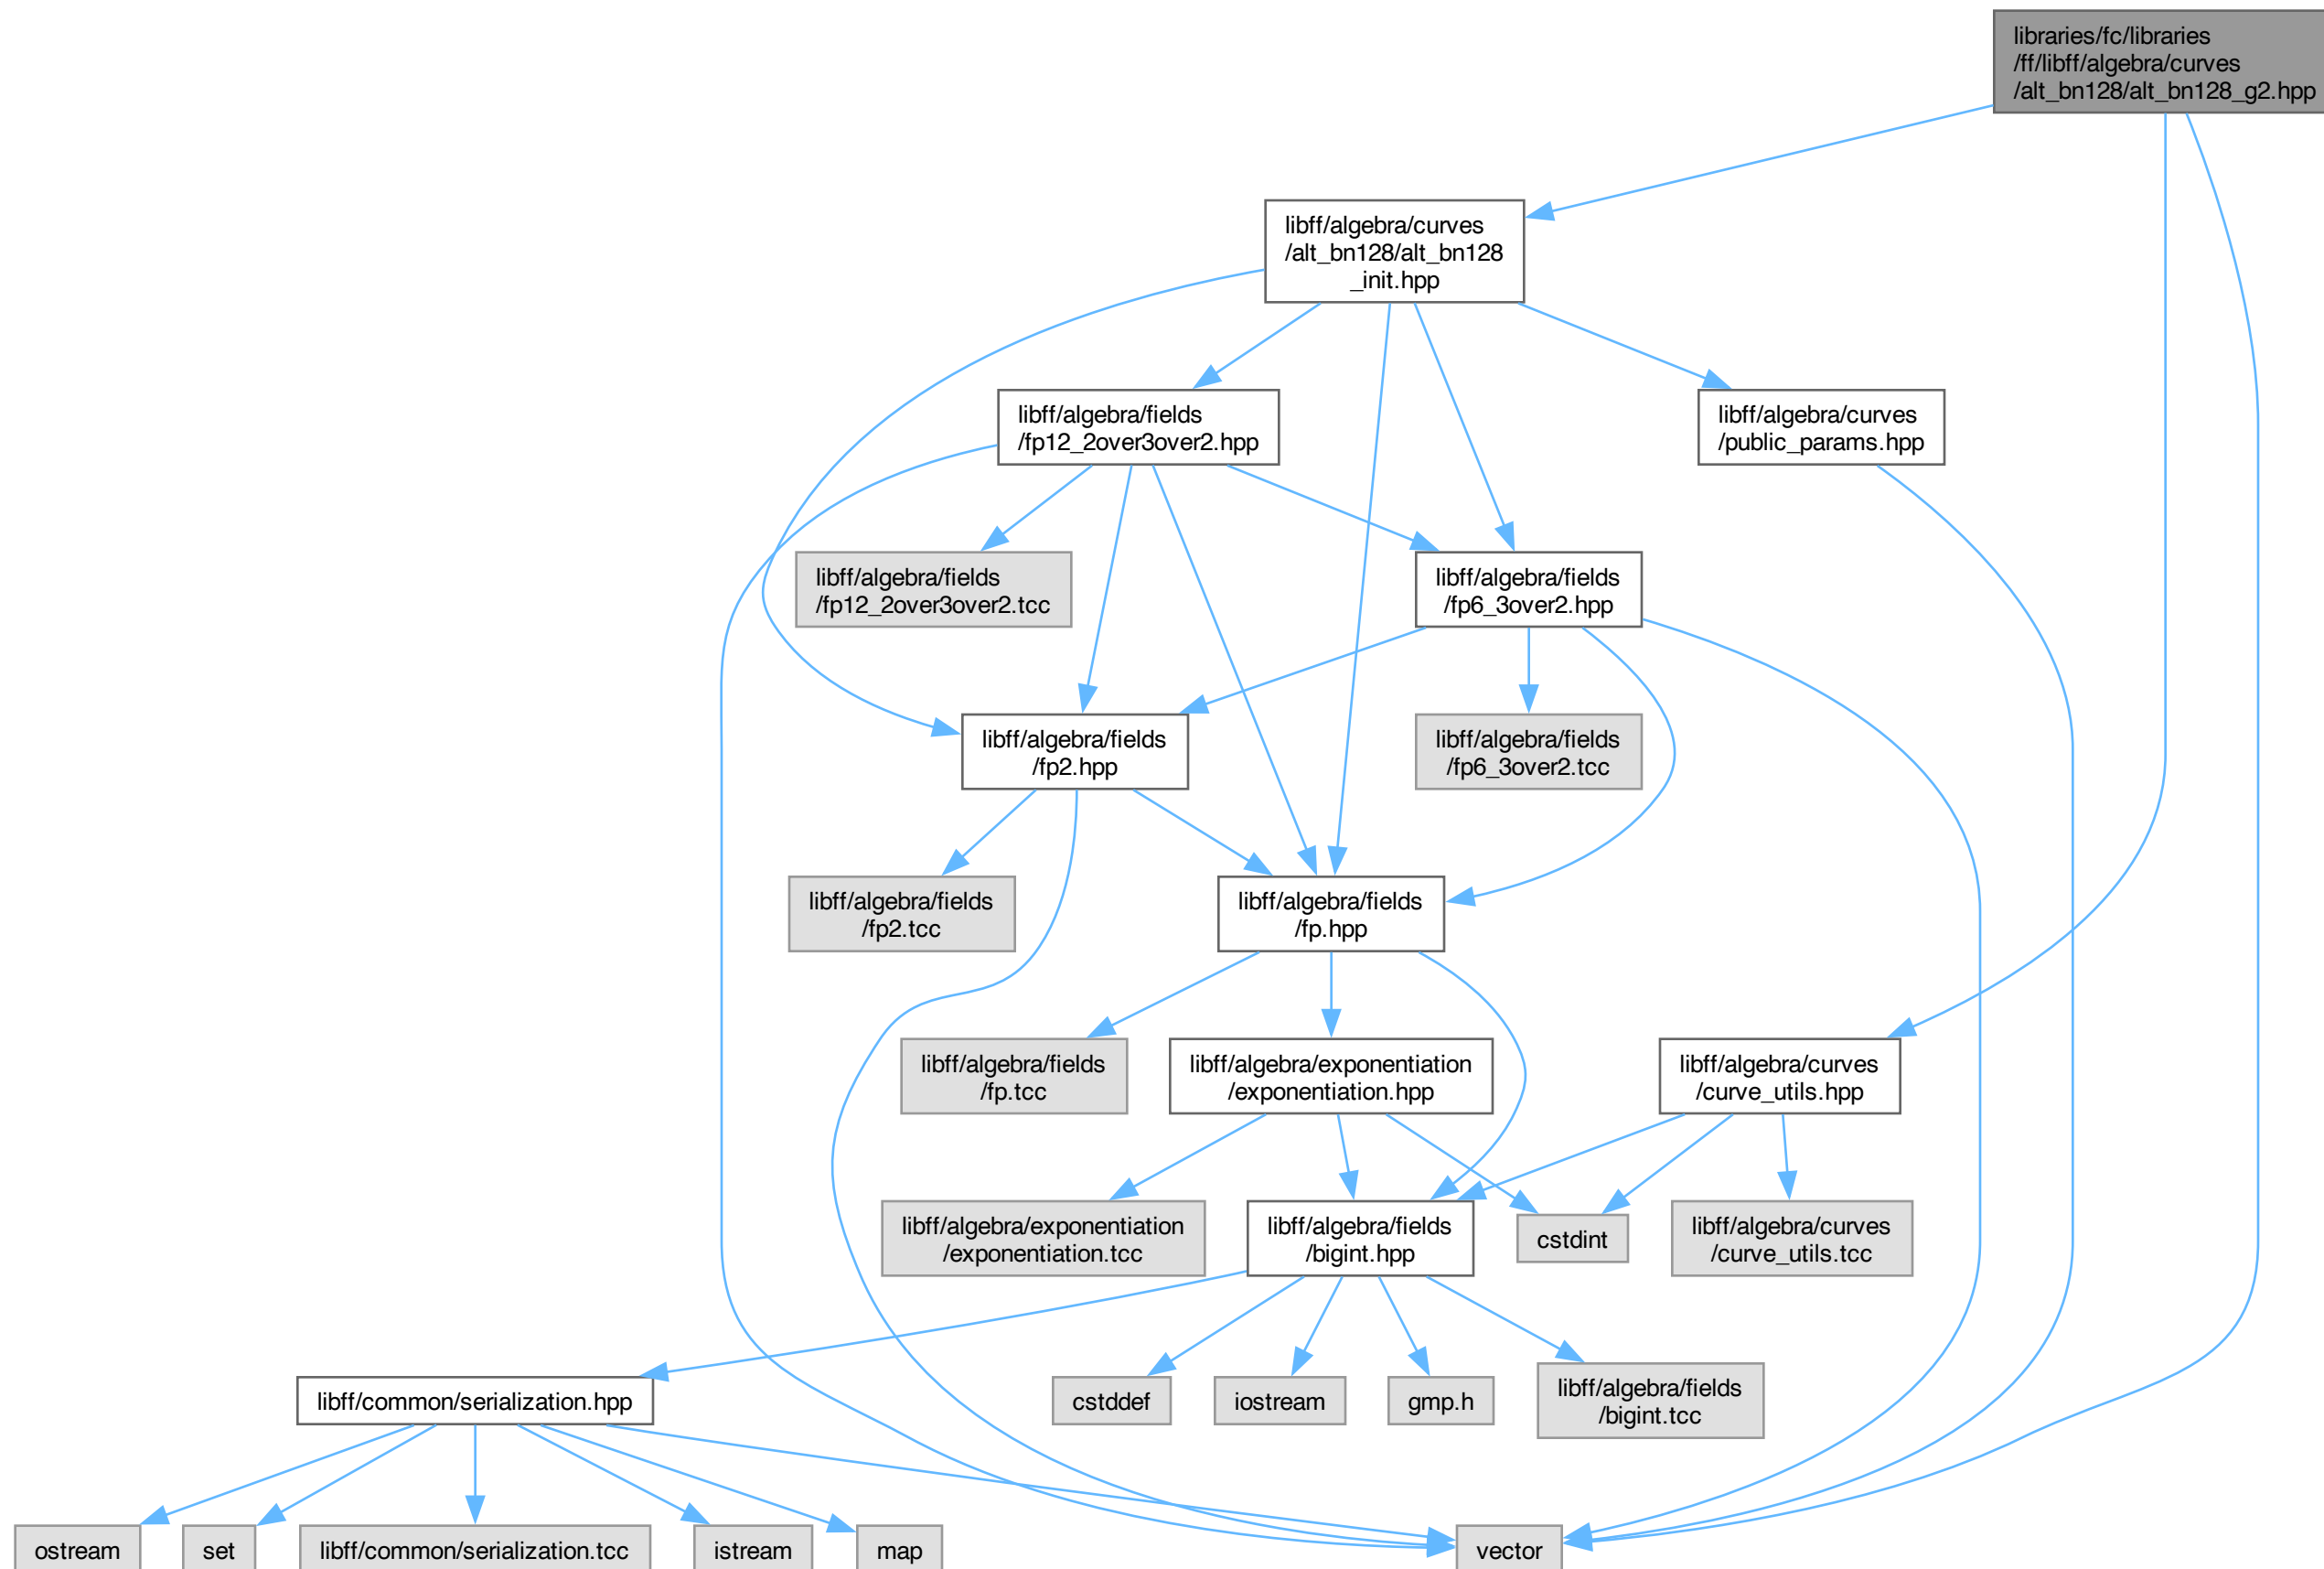 libraries/fc/libraries
/ff/libff/algebra/curves
/alt_bn128/alt_bn128_g2.hpp
libff/algebra/curves
/alt_bn128/alt_bn128
_init.hpp
libff/algebra/fields
/fp12_2over3over2.hpp
libff/algebra/curves
/public_params.hpp
libff/algebra/fields
/fp12_2over3over2.tcc
libff/algebra/fields
/fp6_3over2.hpp
libff/algebra/fields
/fp2.hpp
libff/algebra/fields
/fp6_3over2.tcc
libff/algebra/fields
/fp2.tcc
libff/algebra/fields
/fp.hpp
libff/algebra/fields
/fp.tcc
libff/algebra/exponentiation
/exponentiation.hpp
libff/algebra/curves
/curve_utils.hpp
libff/algebra/exponentiation
/exponentiation.tcc
libff/algebra/fields
/bigint.hpp
cstdint
libff/algebra/curves
/curve_utils.tcc
libff/common/serialization.hpp
cstddef
iostream
gmp.h
libff/algebra/fields
/bigint.tcc
ostream
set
libff/common/serialization.tcc
istream
map
vector